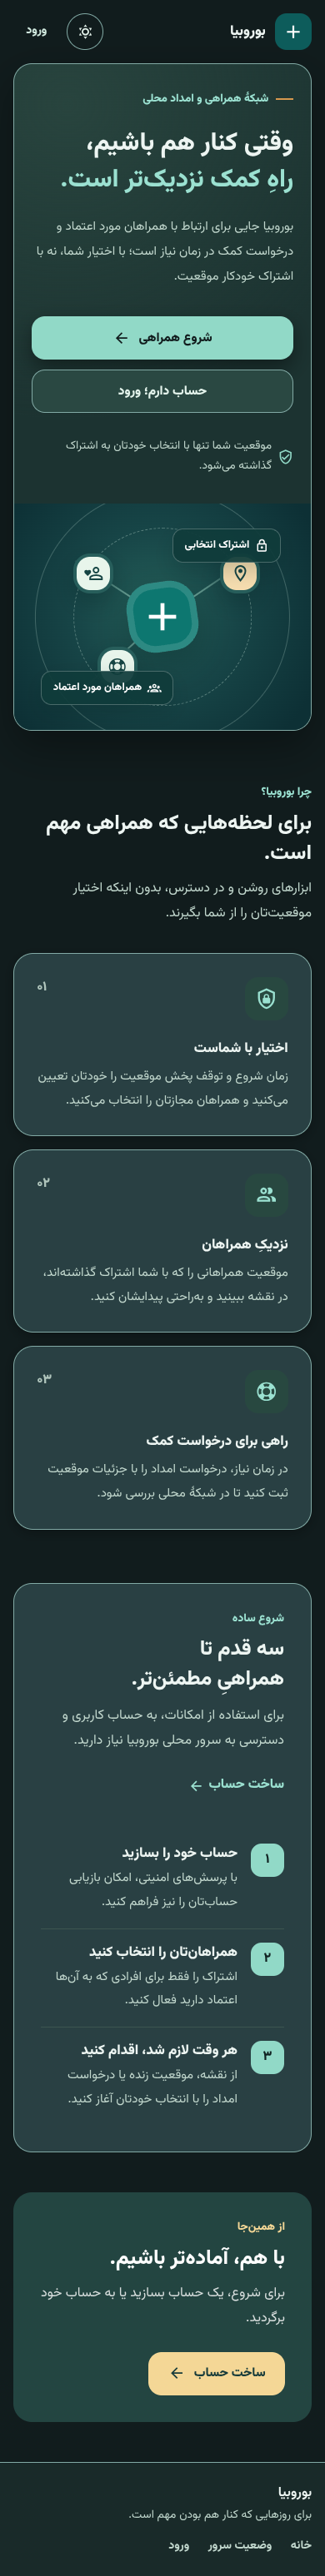 بوروبیا
ورود
شبکهٔ همراهی و امداد محلی
وقتی کنار هم باشیم،
راهِ کمک نزدیک‌تر است.
بوروبیا جایی برای ارتباط با همراهان مورد اعتماد و
درخواست کمک در زمان نیاز است؛ با اختیار شما، نه با
اشتراک خودکار موقعیت.
شروع همراهی
حساب دارم؛ ورود
موقعیت شما تنها با انتخاب خودتان به اشتراک
گذاشته می‌شود.
اشتراک انتخابی
همراهان مورد اعتماد
چرا بوروبیا؟
برای لحظه‌هایی که همراهی مهم
است.
ابزارهای روشن و در دسترس، بدون اینکه اختیار
موقعیت‌تان را از شما بگیرند.
۰۱
اختیار با شماست
زمان شروع و توقف پخش موقعیت را خودتان تعیین
می‌کنید و همراهان مجازتان را انتخاب می‌کنید.
۰۲
نزدیکِ همراهان
موقعیت همراهانی را که با شما اشتراک گذاشته‌اند،
در نقشه ببینید و به‌راحتی پیدایشان کنید.
۰۳
راهی برای درخواست کمک
در زمان نیاز، درخواست امداد را با جزئیات موقعیت
ثبت کنید تا در شبکهٔ محلی بررسی شود.
شروع ساده
سه قدم تا
همراهیِ مطمئن‌تر.
برای استفاده از امکانات، به حساب کاربری و
دسترسی به سرور محلی بوروبیا نیاز دارید.
ساخت حساب
۱
حساب خود را بسازید
با پرسش‌های امنیتی، امکان بازیابی
حساب‌تان را نیز فراهم کنید.
۲
همراهان‌تان را انتخاب کنید
اشتراک را فقط برای افرادی که به آن‌ها
اعتماد دارید فعال کنید.
۳
هر وقت لازم شد، اقدام کنید
از نقشه، موقعیت زنده یا درخواست
امداد را با انتخاب خودتان آغاز کنید.
از همین‌جا
با هم، آماده‌تر باشیم.
برای شروع، یک حساب بسازید یا به حساب خود
برگردید.
ساخت حساب
بوروبیا
برای روزهایی که کنار هم بودن مهم است.
خانه
وضعیت سرور
ورود